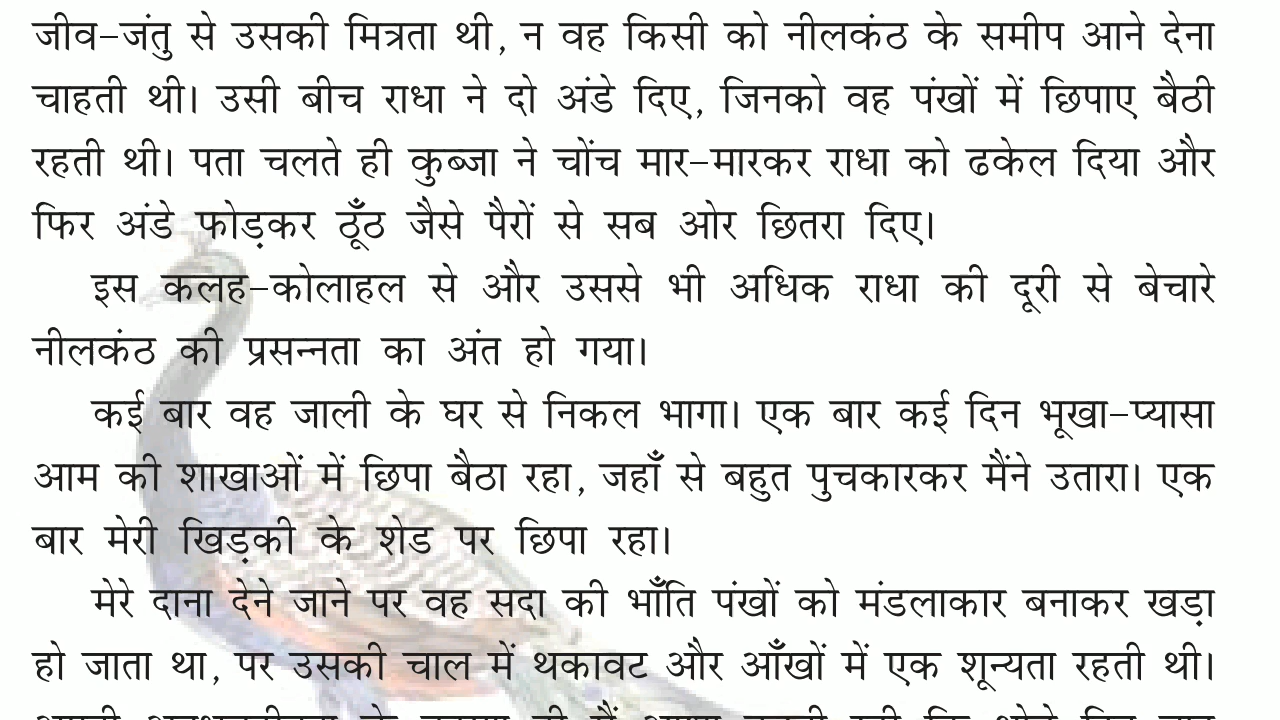 जीव-जंतु से उसकी मित्रता थी, न वह किसी को नीलकंठ के समीप आने देना
चाहती थी। उसी बीच राधा ने दो अंडे दिए, जिनको वह पंखों में छिपाए बैठी
रहती थी। पता चलते ही कुब्जा ने चोंच मार-मारकर राधा को ढकेल दिया और
फिर अंडे फोड़कर ठूँठ जैसे पैरों से सब ओर छितरा दिए।
इस कलह-कोलाहल से और उससे भी अधिक राधा की दूरी से बेचारे
नीलकंठ की प्रसन्नता का अंत हो गया।
कई बार वह जाली के घर से निकल भागा। एक बार कई दिन भूखा-प्यासा
आम की शाखाओं में छिपा बैठा रहा, जहाँ से बहुत पुचकारकर मैंने उतारा। एक
बार मेरी खिड़की के शेड पर छिपा रहा।
मेरे दाना देने जाने पर वह सदा की भाँति पंखों को मंडलाकार बनाकर खड़ा
हो जाता था, पर उसकी चाल में थकावट और आँखों में एक शून्यता रहती थी।